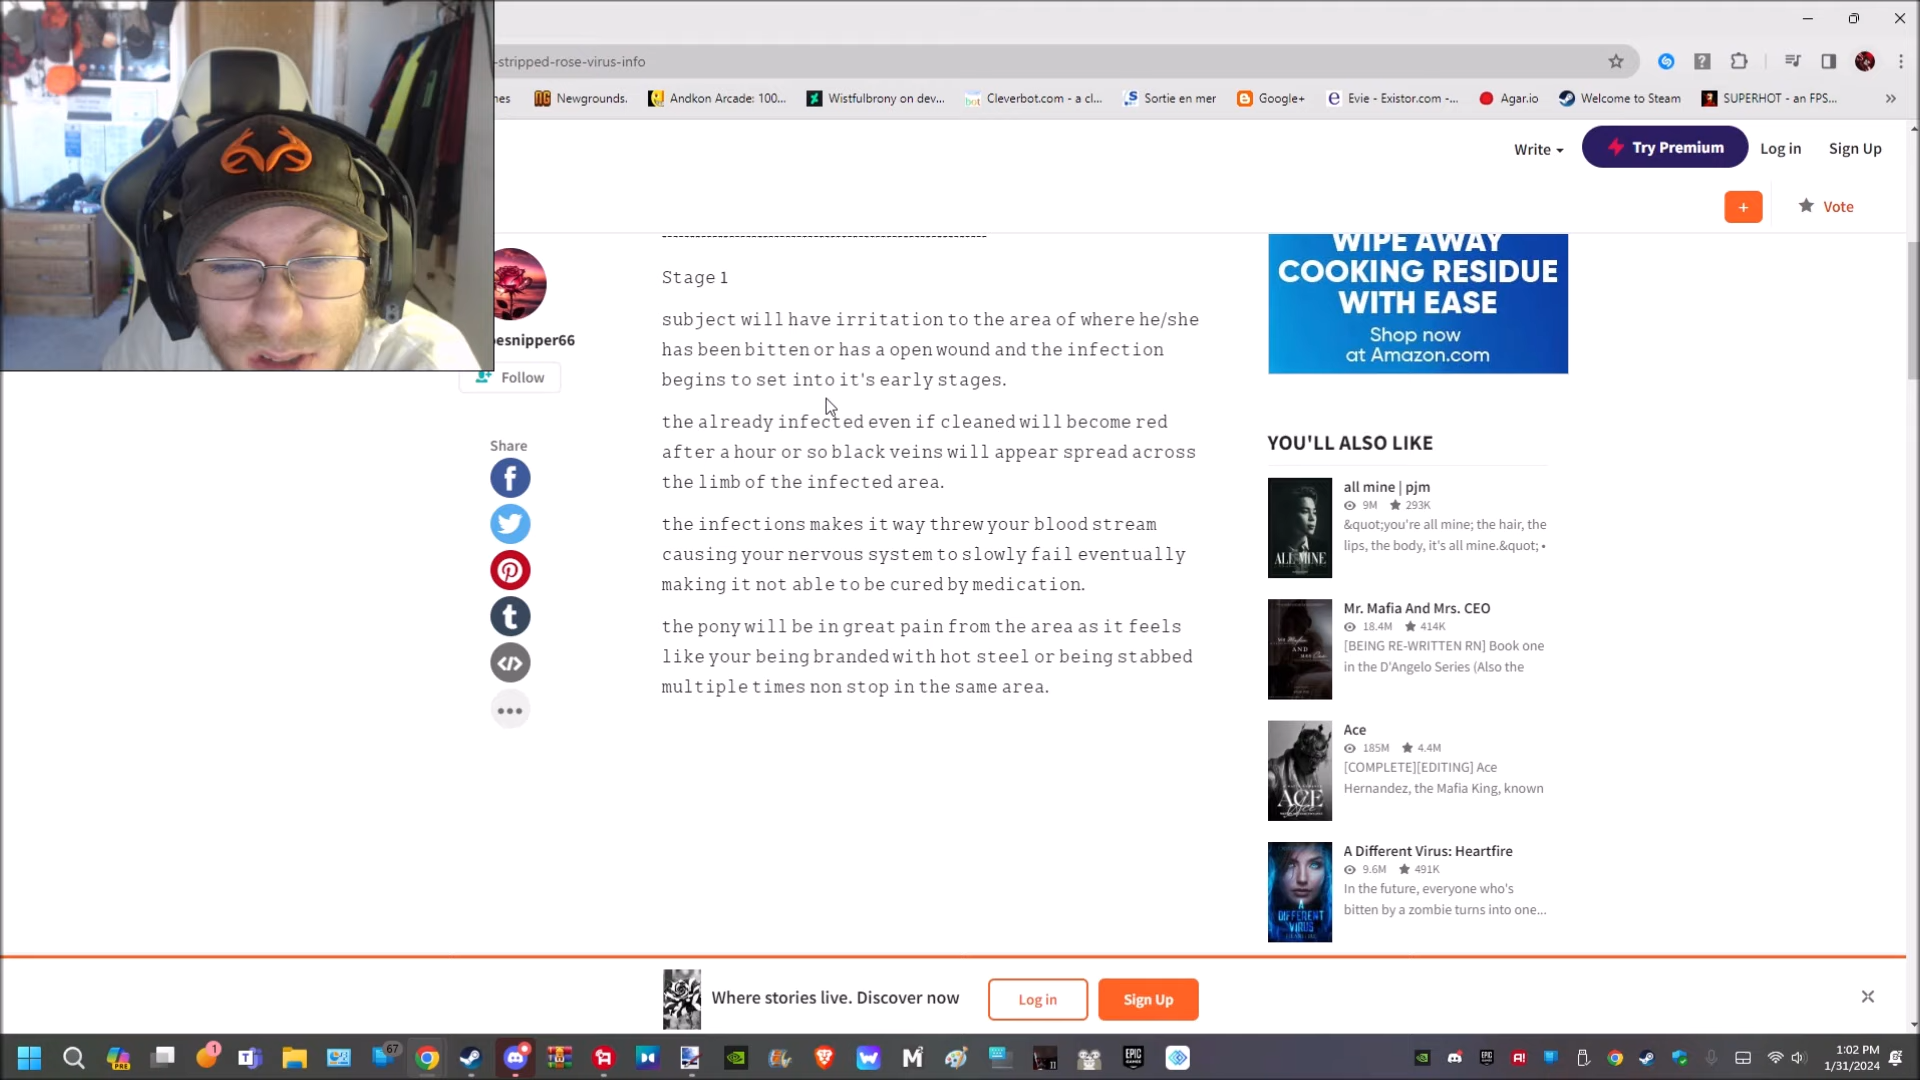 -stripped-rose-virus-info
nes
Newgrounds.
Andkon Arcade: 100...
Wistfulbrony on dev...
Cleverbot.com - a cl...
Sortie en mer
Google+
Evie - Existor.com -...
Agar.io
Welcome to Steam
SUPERHOT - an FPS...
Write
Try Premium
Log in
Sign Up
+
Vote
Stage 1
subject will have irritation to the area of where he/she
has been bitten or has a open wound and the infection
begins to set into it's early stages.
the already infected even if cleaned will become red
after a hour or so black veins will appear spread across
the limb of the infected area.
the infections makes it way threw your blood stream
causing your nervous system to slowly fail eventually
making it not able to be cured by medication.
the pony will be in great pain from the area as it feels
like your being branded with hot steel or being stabbed
multiple times non stop in the same area.
esnipper66
Follow
Share
WIPE AWAY
COOKING RESIDUE
WITH EASE
Shop now
at Amazon.com
YOU'LL ALSO LIKE
all mine | pjm
9M 293K
&quot;you're all mine; the hair, the
lips, the body, it's all mine.&quot; •
ALL MINE
Mr. Mafia And Mrs. CEO
18.4M 414K
[BEING RE-WRITTEN RN] Book one
in the D'Angelo Series (Also the
Ace
185M 4.4M
[COMPLETE][EDITING] Ace
Hernandez, the Mafia King, known
ACE
A Different Virus: Heartfire
9.6M 491K
In the future, everyone who's
bitten by a zombie turns into one...
A
DIFFERENT
VIRUS
Where stories live. Discover now
Log in
Sign Up
1
67
PRE
EPIC
1:02 PM
1/31/2024